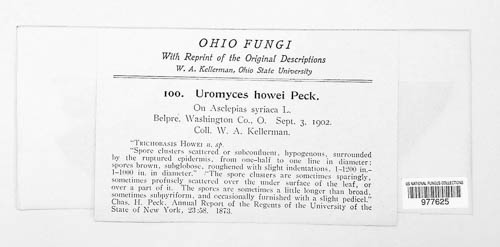 OHIO FUNGI
With Reprint of the Original Descriptions
W. A. Kellerman, Ohio State University
100. Uromyces howei Peck.
On Asclepias syriaca L.
Belpre, Washington Co., O. Sept. 3, 1902.
Coll. W. A. Kellerman.
"TRICHOBASIS HOWEI n. sp.
"Spore clusters scattered or subconfluent, hypogenous, surrounded
by the ruptured epidermis, from one-half to one line in diameter:
spores brown, subglobose, roughened with slight indentations, 1-1200 in.-
1-1000 in. in diameter." "The spore clusters are sometimes sparingly,
sometimes profusely scattered over the under surface of the leaf, or
over a part of it. The spores are sometimes a little longer than broad,
sometimes subpyriform, and occasionally furnished with a slight pedicel."
Chas. H. Peck, Annual Report of the Regents of the University of the
State of New York, 23:58. 1873.
US NATIONAL FUNGUS COLLECTIONS
977625